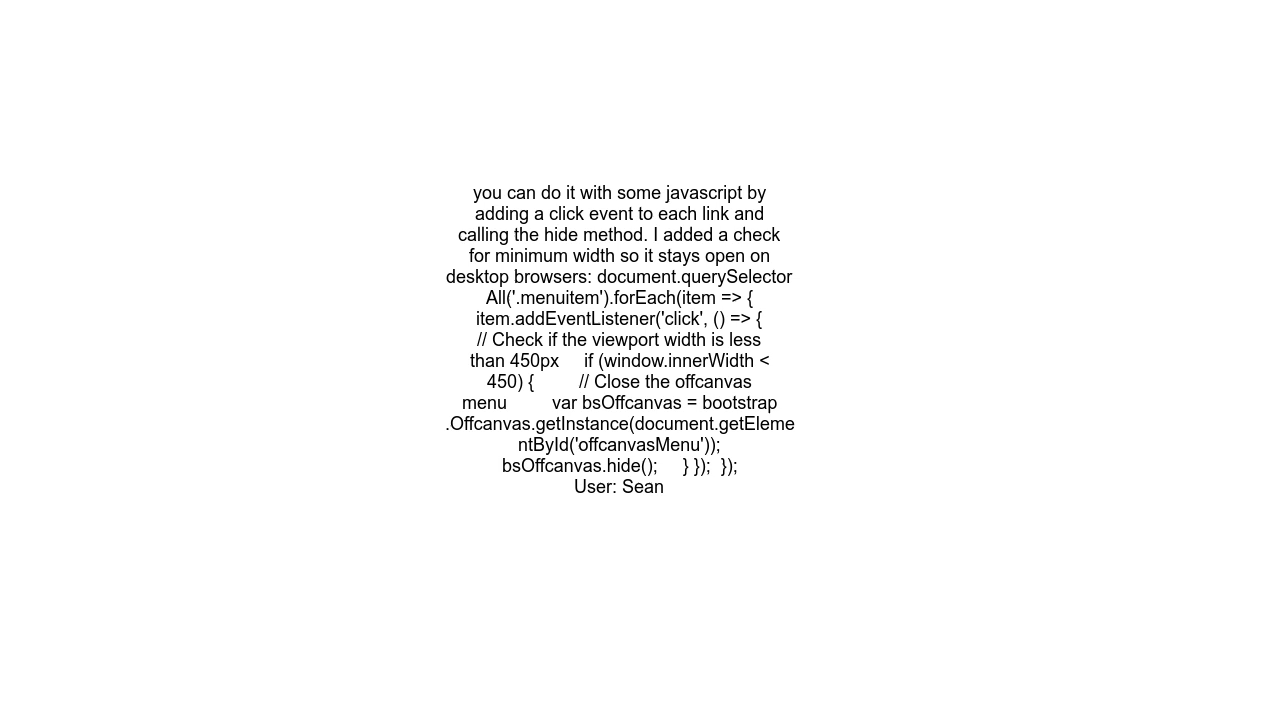 you can do it with some javascript by
adding a click event to each link and
calling the hide method. I added a check
for minimum width so it stays open on
desktop browsers: document.querySelector
All('.menuitem').forEach(item => {
item.addEventListener('click', () => {
// Check if the viewport width is less
than 450px     if (window.innerWidth <
450) {         // Close the offcanvas
menu         var bsOffcanvas = bootstrap
.Offcanvas.getInstance(document.getEleme
ntById('offcanvasMenu'));
bsOffcanvas.hide();     } });  });
User: Sean